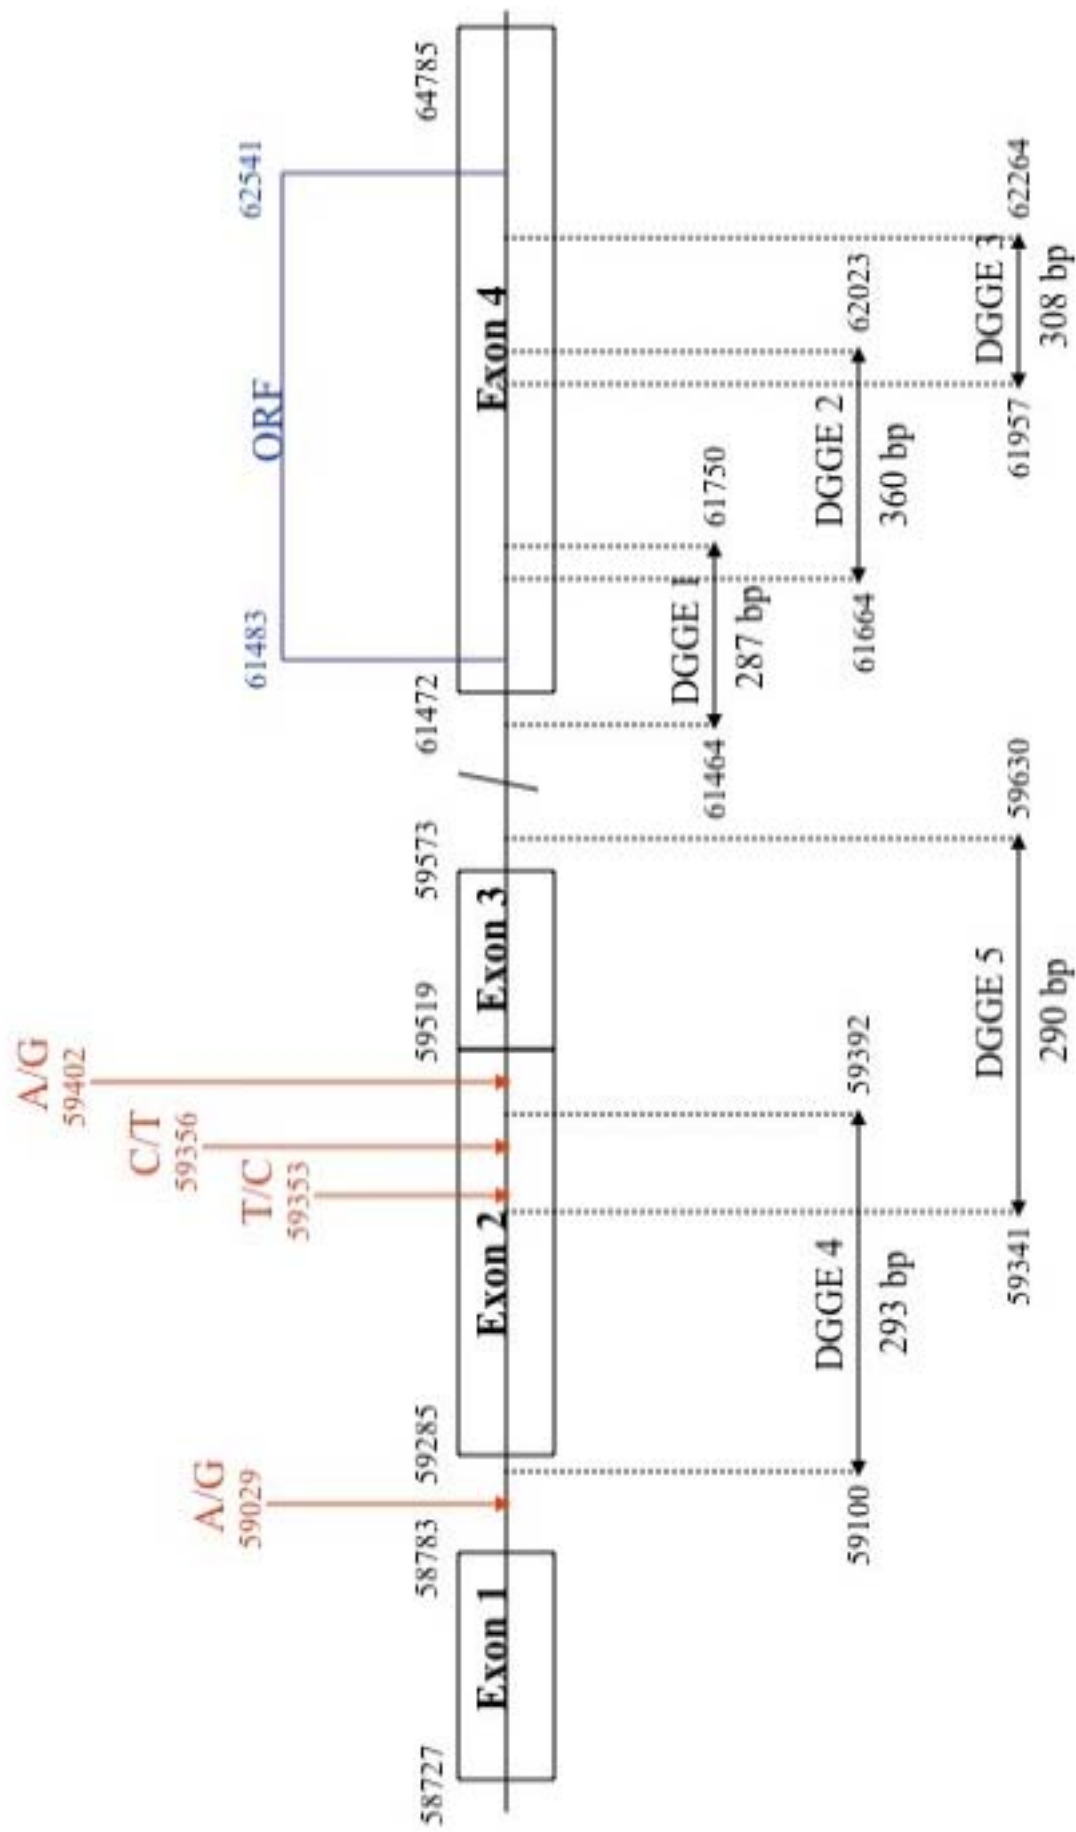 A/G
59402
C/T
59356
T/C
59353
A/G
59029
ORF
61483
62541
58727
58783
59285
59519
59573
61472
64785
Exon 1
Exon 2
Exon 3
Exon 4
DGGE 1
287 bp
61464
61750
DGGE 4
293 bp
59100
59392
DGGE 2
360 bp
61664
62023
DGGE 5
290 bp
59341
59630
DGGE 3
308 bp
61957
62264